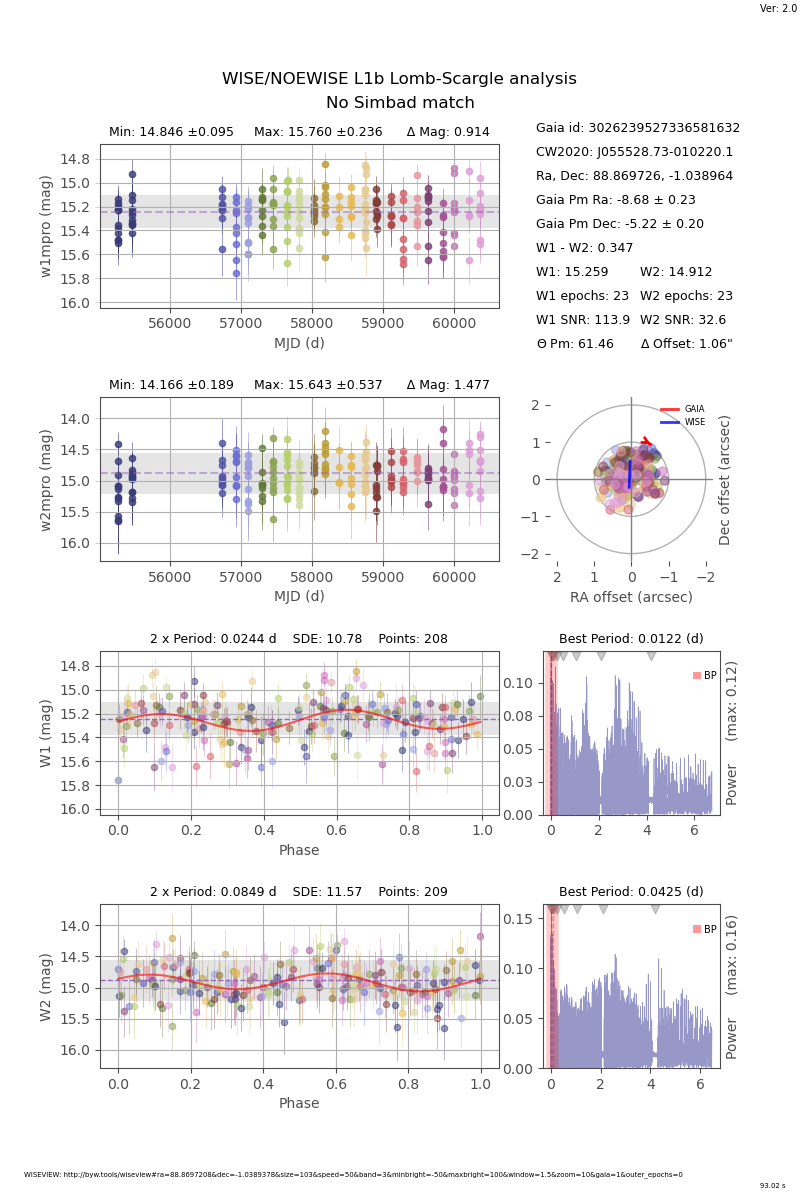 Ver: 2.0
WISE/NOEWISE L1b Lomb-Scargle analysis
No Simbad match
Min: 14.846 ±0.095 Max: 15.760 ±0.236 Δ Mag: 0.914
14.8
15.0
15.2
15.4
15.6
15.8
16.0
w1mpro (mag)
56000 57000 58000 59000 60000
MJD (d)
Gaia id: 3026239527336581632
CW2020: J055528.73-010220.1
Ra, Dec: 88.869726, -1.038964
Gaia Pm Ra: -8.68 ± 0.23
Gaia Pm Dec: -5.22 ± 0.20
W1 - W2: 0.347
W1: 15.259 W2: 14.912
W1 epochs: 23 W2 epochs: 23
W1 SNR: 113.9 W2 SNR: 32.6
Θ Pm: 61.46 Δ Offset: 1.06"
Min: 14.166 ±0.189 Max: 15.643 ±0.537 Δ Mag: 1.477
14.0
14.5
15.0
15.5
16.0
w2mpro (mag)
56000 57000 58000 59000 60000
MJD (d)
GAIA
WISE
2
1
0
−1
−2
Dec offset (arcsec)
2 1 0 −1 −2
RA offset (arcsec)
2 x Period: 0.0244 d SDE: 10.78 Points: 208
14.8
15.0
15.2
15.4
15.6
15.8
16.0
W1 (mag)
0.0 0.2 0.4 0.6 0.8 1.0
Phase
Best Period: 0.0122 (d)
BP
0.10
0.08
0.05
0.03
0.00
Power (max: 0.12)
0 2 4 6
2 x Period: 0.0849 d SDE: 11.57 Points: 209
14.0
14.5
15.0
15.5
16.0
W2 (mag)
0.0 0.2 0.4 0.6 0.8 1.0
Phase
Best Period: 0.0425 (d)
BP
0.15
0.10
0.05
0.00
Power (max: 0.16)
0 2 4 6
WISEVIEW: http://byw.tools/wiseview#ra=88.8697208&dec=-1.0389378&size=103&speed=50&band=3&minbright=-50&maxbright=100&window=1.5&zoom=10&gaia=1&outer_epochs=0
93.02 s